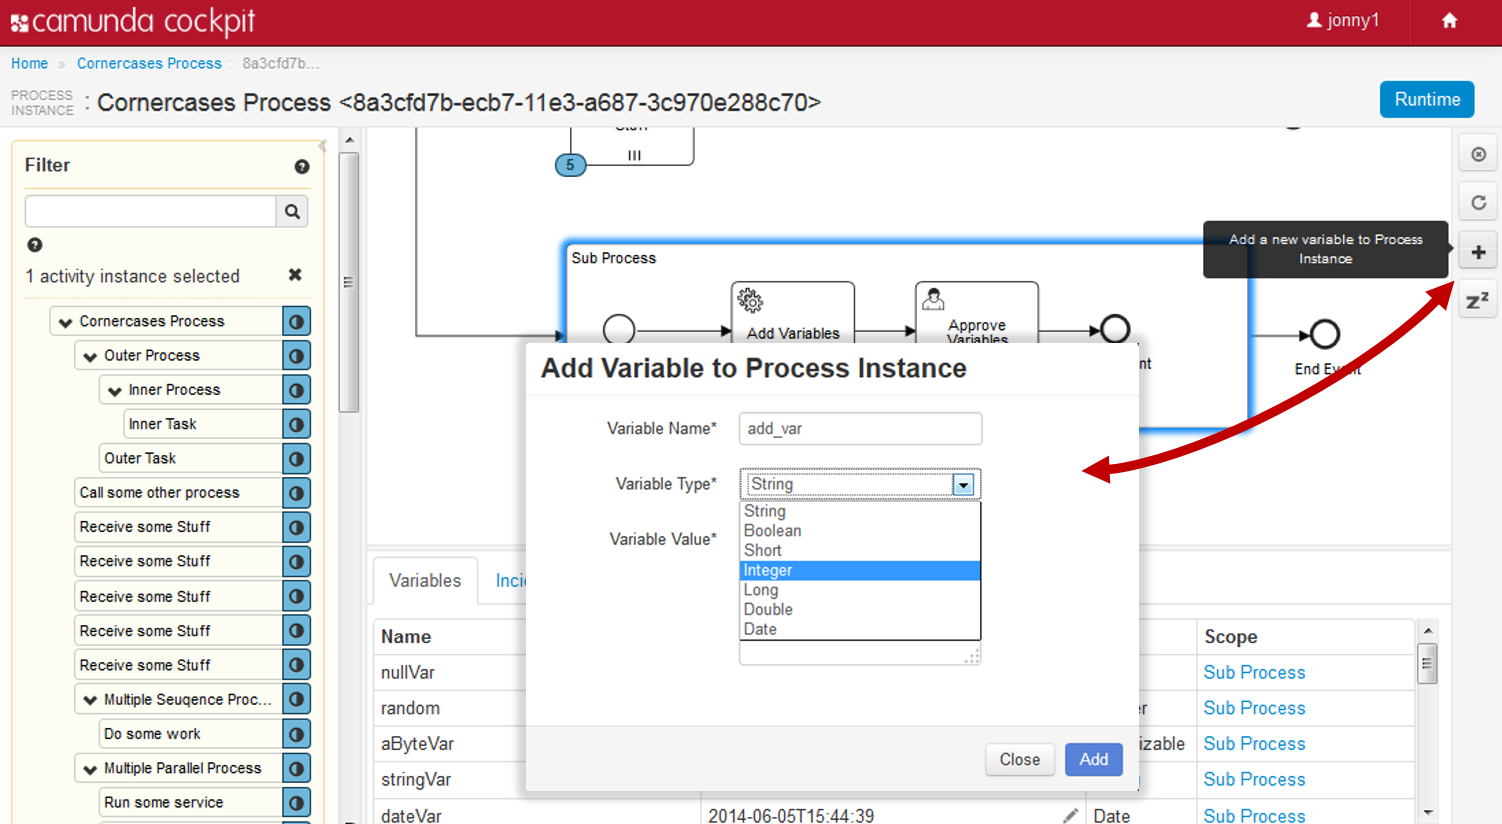 camunda cockpit
jonny1
Home » Cornercases Process : 8a3cfd7b...
PROCESS INSTANCE : Cornercases Process <8a3cfd7b-ecb7-11e3-a687-3c970e288c70>
Runtime
Filter
1 activity instance selected
Cornercases Process
Outer Process
Inner Process
Inner Task
Outer Task
Call some other process
Receive some Stuff
Receive some Stuff
Receive some Stuff
Receive some Stuff
Receive some Stuff
Multiple Seuqence Proc...
Do some work
Multiple Parallel Process
Run some service
Stuff
5
Sub Process
Add Variables
Approve
Variables
nt
End Event
Add a new variable to Process
Instance
zz
Add Variable to Process Instance
Variable Name*
add_var
Variable Type*
String
String
Boolean
Short
Integer
Long
Double
Date
Variable Value*
Close
Add
Variables
Inci
Name
Scope
nullVar
Sub Process
random
er
Sub Process
aByteVar
izable
Sub Process
stringVar
Sub Process
dateVar
2014-06-05T15:44:39
Date
Sub Process